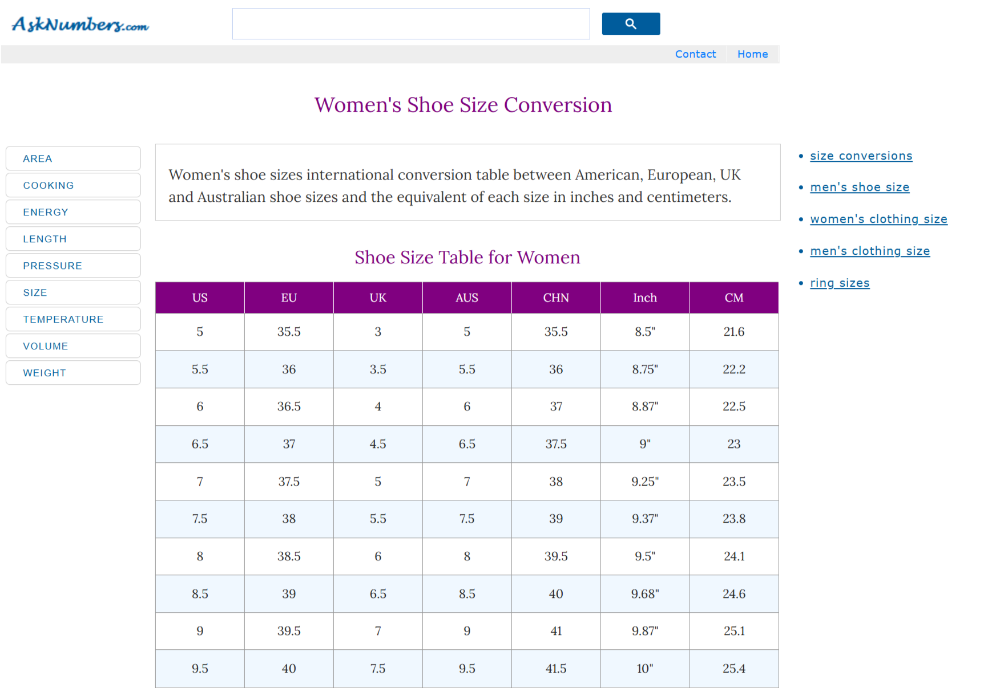 AskNumbers.com
Contact Home
Women's Shoe Size Conversion
AREA
COOKING
ENERGY
LENGTH
PRESSURE
SIZE
TEMPERATURE
VOLUME
WEIGHT
Women's shoe sizes international conversion table between American, European, UK
and Australian shoe sizes and the equivalent of each size in inches and centimeters.
Shoe Size Table for Women
US EU UK AUS CHN Inch CM
5 35.5 3 5 35.5 8.5" 21.6
5.5 36 3.5 5.5 36 8.75" 22.2
6 36.5 4 6 37 8.87" 22.5
6.5 37 4.5 6.5 37.5 9" 23
7 37.5 5 7 38 9.25" 23.5
7.5 38 5.5 7.5 39 9.37" 23.8
8 38.5 6 8 39.5 9.5" 24.1
8.5 39 6.5 8.5 40 9.68" 24.6
9 39.5 7 9 41 9.87" 25.1
9.5 40 7.5 9.5 41.5 10" 25.4
size conversions
men's shoe size
women's clothing size
men's clothing size
ring sizes